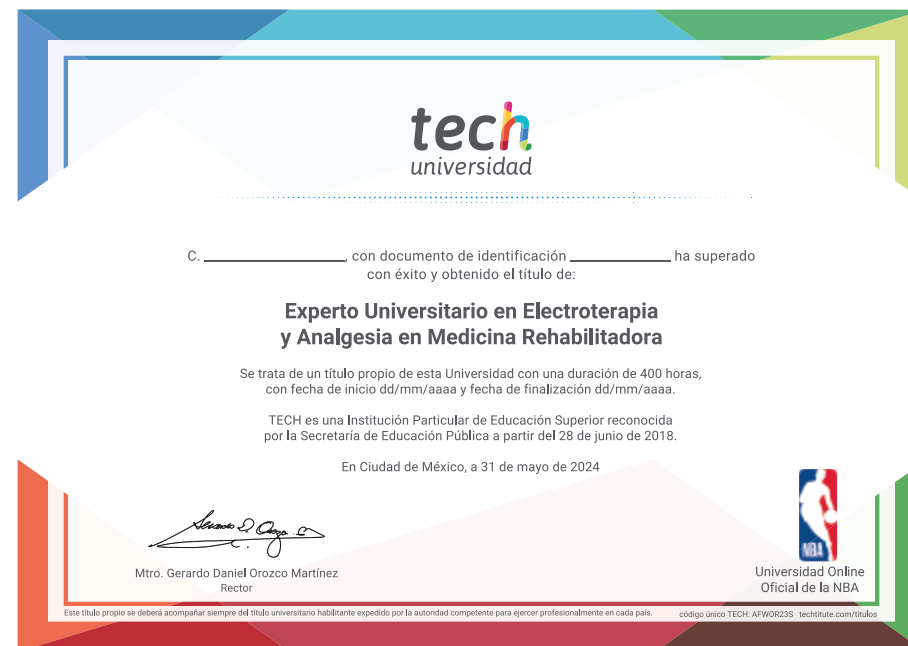 tech
universidad
C. ____________, con documento de identificación ____________ ha superado
con éxito y obtenido el título de:
Experto Universitario en Electroterapia
y Analgesia en Medicina Rehabilitadora
Se trata de un título propio de esta Universidad con una duración de 400 horas,
con fecha de inicio dd/mm/aaaa y fecha de finalización dd/mm/aaaa.
TECH es una Institución Particular de Educación Superior reconocida
por la Secretaría de Educación Pública a partir del 28 de junio de 2018.
En Ciudad de México, a 31 de mayo de 2024
Mtro. Gerardo Daniel Orozco Martínez
Rector
NBA
Universidad Online
Oficial de la NBA
Este título propio se deberá acompañar siempre del título universitario habilitante expedido por la autoridad competente para ejercer profesionalmente en cada país.
código único TECH: AFWOR23S techtitute.com/titulos